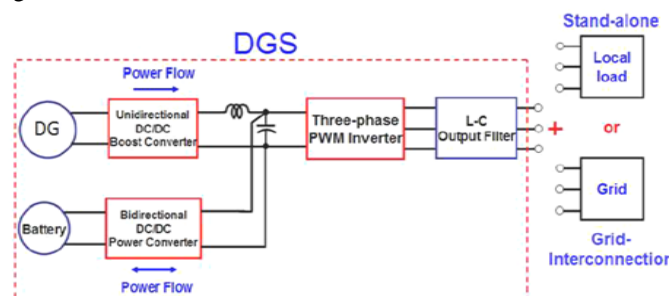 Stand-alone
DGS
Power Flow
Local
load
DG
Unidirectional
DC/DC
Boost Converter
Three-phase
PWM Inverter
L-C
Output Filter
+
or
Battery
Bidirectional
DC/DC
Power Converter
Grid
Power Flow
Grid-
Interconnection